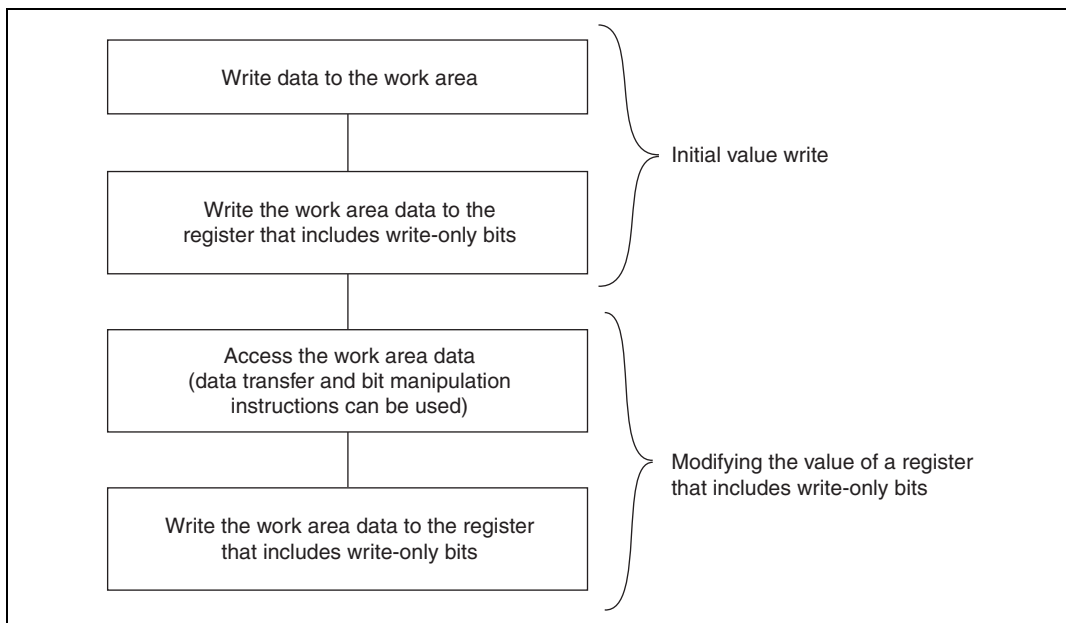 Write data to the work area
Initial value write
Write the work area data to the
register that includes write-only bits
Access the work area data
(data transfer and bit manipulation
instructions can be used)
Modifying the value of a register
that includes write-only bits
Write the work area data to the register
that includes write-only bits